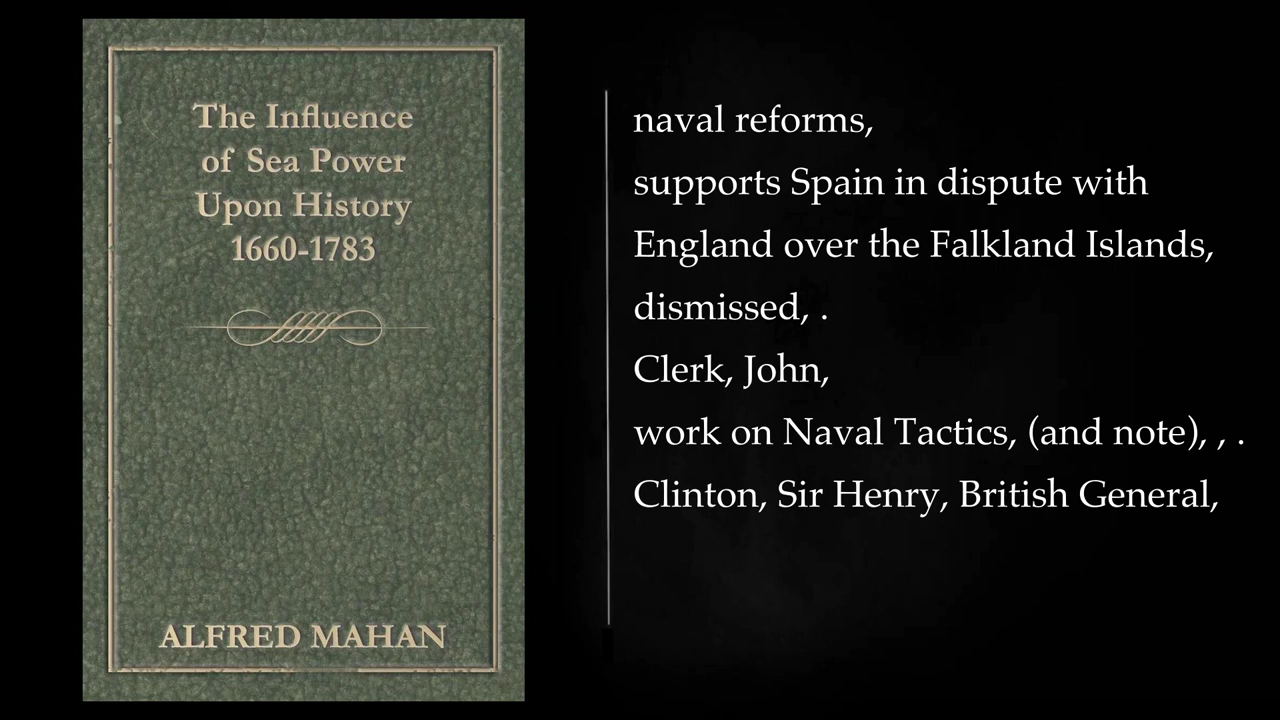 The Influence
of Sea Power
Upon History
1660-1783
ALFRED MAHAN
naval reforms,
supports Spain in dispute with
England over the Falkland Islands,
dismissed, .
Clerk, John,
work on Naval Tactics, (and note), , .
Clinton, Sir Henry, British General,